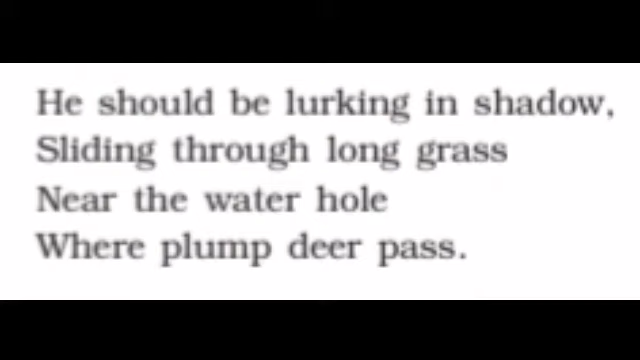 He should be lurking in shadow,
Sliding through long grass
Near the water hole
Where plump deer pass.